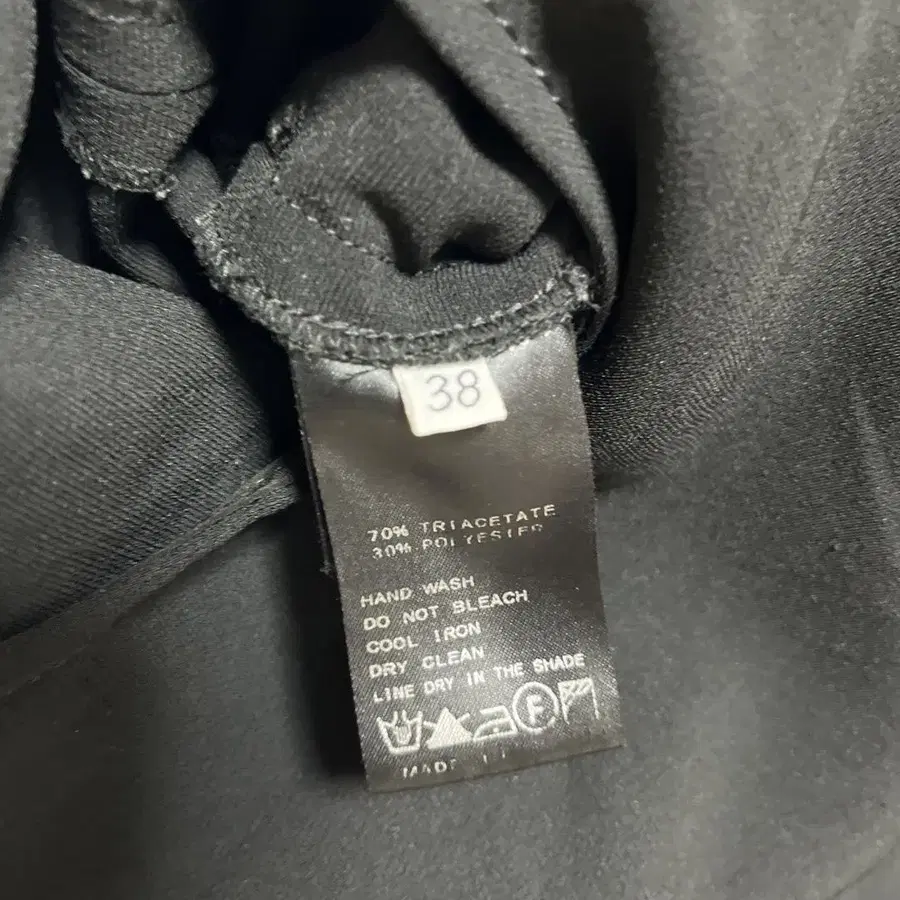 38
70% TRIACETATE
30% POLYESTER
HAND WASH
DO NOT BLEACH
COOL IRON
DRY CLEAN
LINE DRY IN THE SHADE
F
MADE